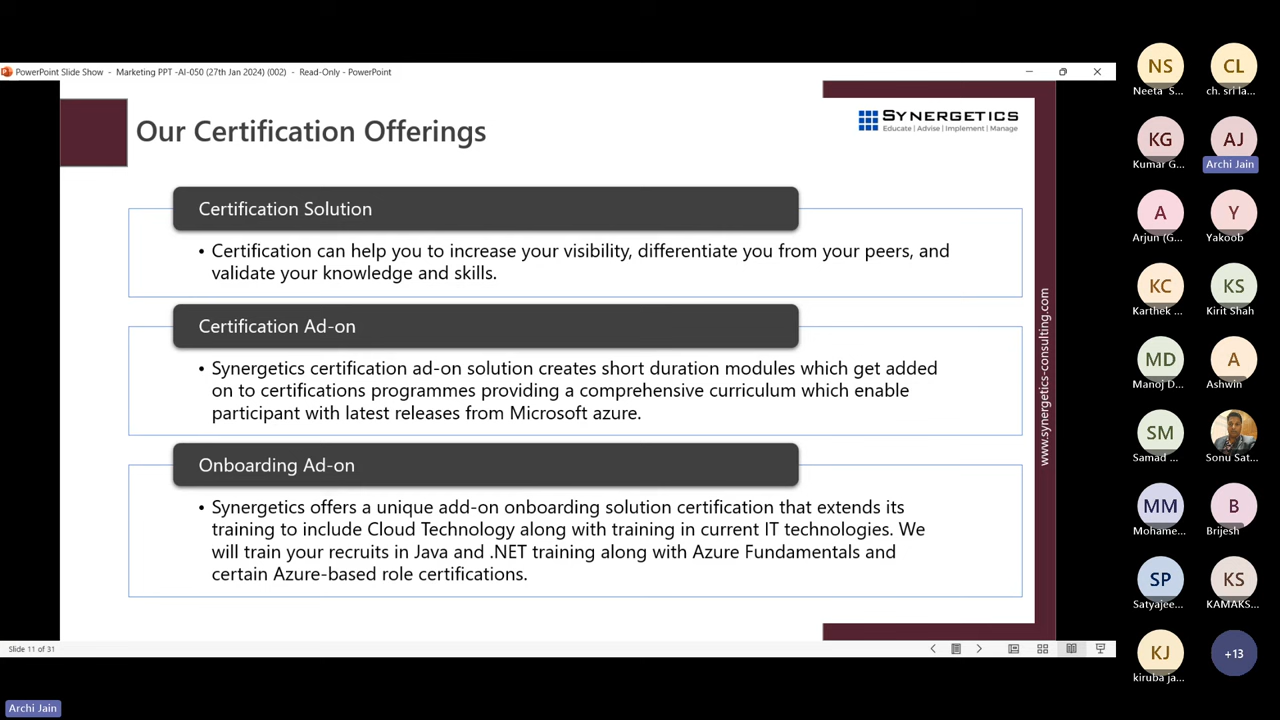 PowerPoint Slide Show - Marketing PPT -AI-050 (27th Jan 2024) (002) - Read-Only - PowerPoint
Our Certification Offerings
SYNERGETICS
Educate | Advise | Implement | Manage
Certification Solution
• Certification can help you to increase your visibility, differentiate you from your peers, and
validate your knowledge and skills.
Certification Ad-on
• Synergetics certification ad-on solution creates short duration modules which get added
on to certifications programmes providing a comprehensive curriculum which enable
participant with latest releases from Microsoft azure.
Onboarding Ad-on
• Synergetics offers a unique add-on onboarding solution certification that extends its
training to include Cloud Technology along with training in current IT technologies. We
will train your recruits in Java and .NET training along with Azure Fundamentals and
certain Azure-based role certifications.
www.synergetics-consulting.com
Slide 11 of 31
NS
Neeta S...
CL
ch. sri la...
KG
Kumar G...
AJ
Archi Jain
A
Arjun (G...
Y
Yakoob
KC
Karthek ...
KS
Kirit Shah
MD
Manoj D...
A
Ashwin
SM
Samad ...
Sonu Sat...
MM
Mohame...
B
Brijesh
SP
Satyajee...
KS
KAMAKS...
KJ
kiruba ja...
+13
Archi Jain